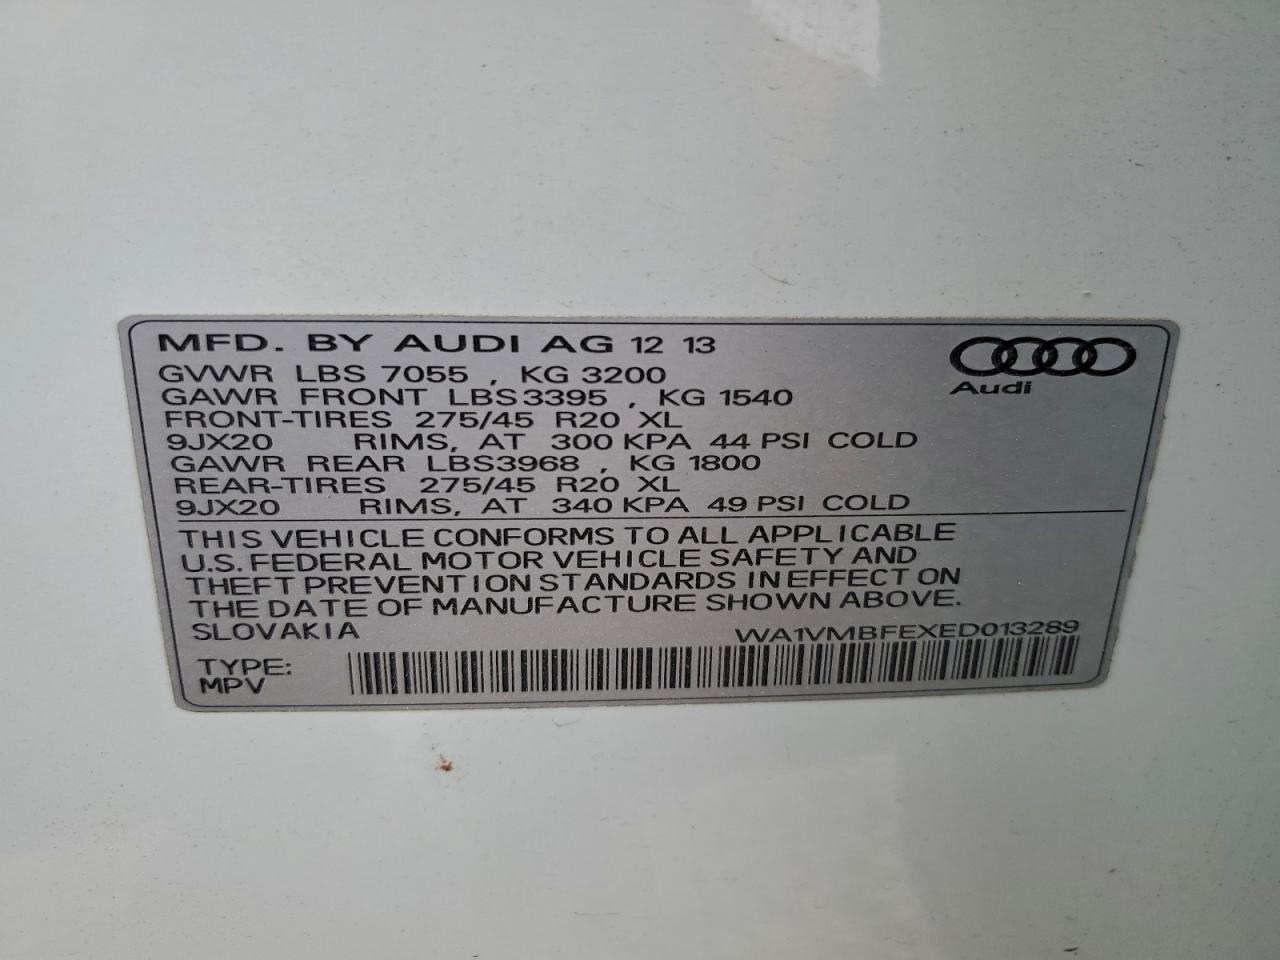 MFD. BY AUDI AG 12 13
GVWR LBS 7055 , KG 3200
GAWR FRONT LBS 3395 , KG 1540
FRONT-TIRES 275/45 R20 XL
9JX20 RIMS, AT 300 KPA 44 PSI COLD
GAWR REAR LBS3968 , KG 1800
REAR-TIRES 275/45 R20 XL
9JX20 RIMS, AT 340 KPA 49 PSI COLD
Audi
THIS VEHICLE CONFORMS TO ALL APPLICABLE
U.S. FEDERAL MOTOR VEHICLE SAFETY AND
THEFT PREVENTION STANDARDS IN EFFECT ON
THE DATE OF MANUFACTURE SHOWN ABOVE.
SLOVAKIA WA1VMBFEXED013289
TYPE:
MPV